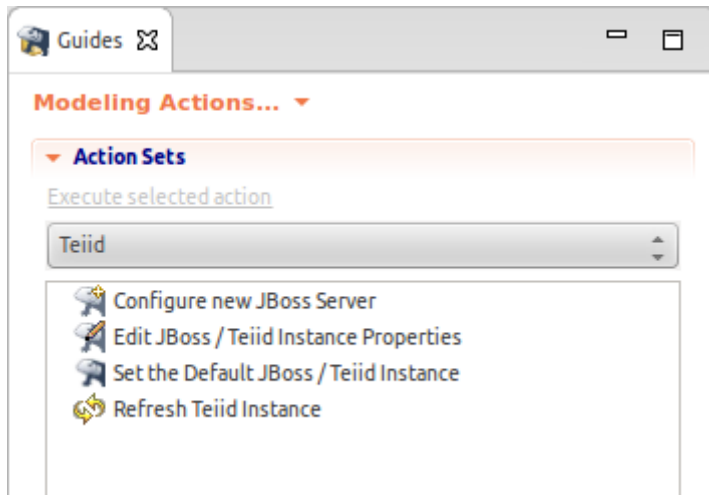 Guides
Modeling Actions...
Action Sets
Execute selected action
Teiid
Configure new JBoss Server
Edit JBoss / Teiid Instance Properties
Set the Default JBoss / Teiid Instance
Refresh Teiid Instance